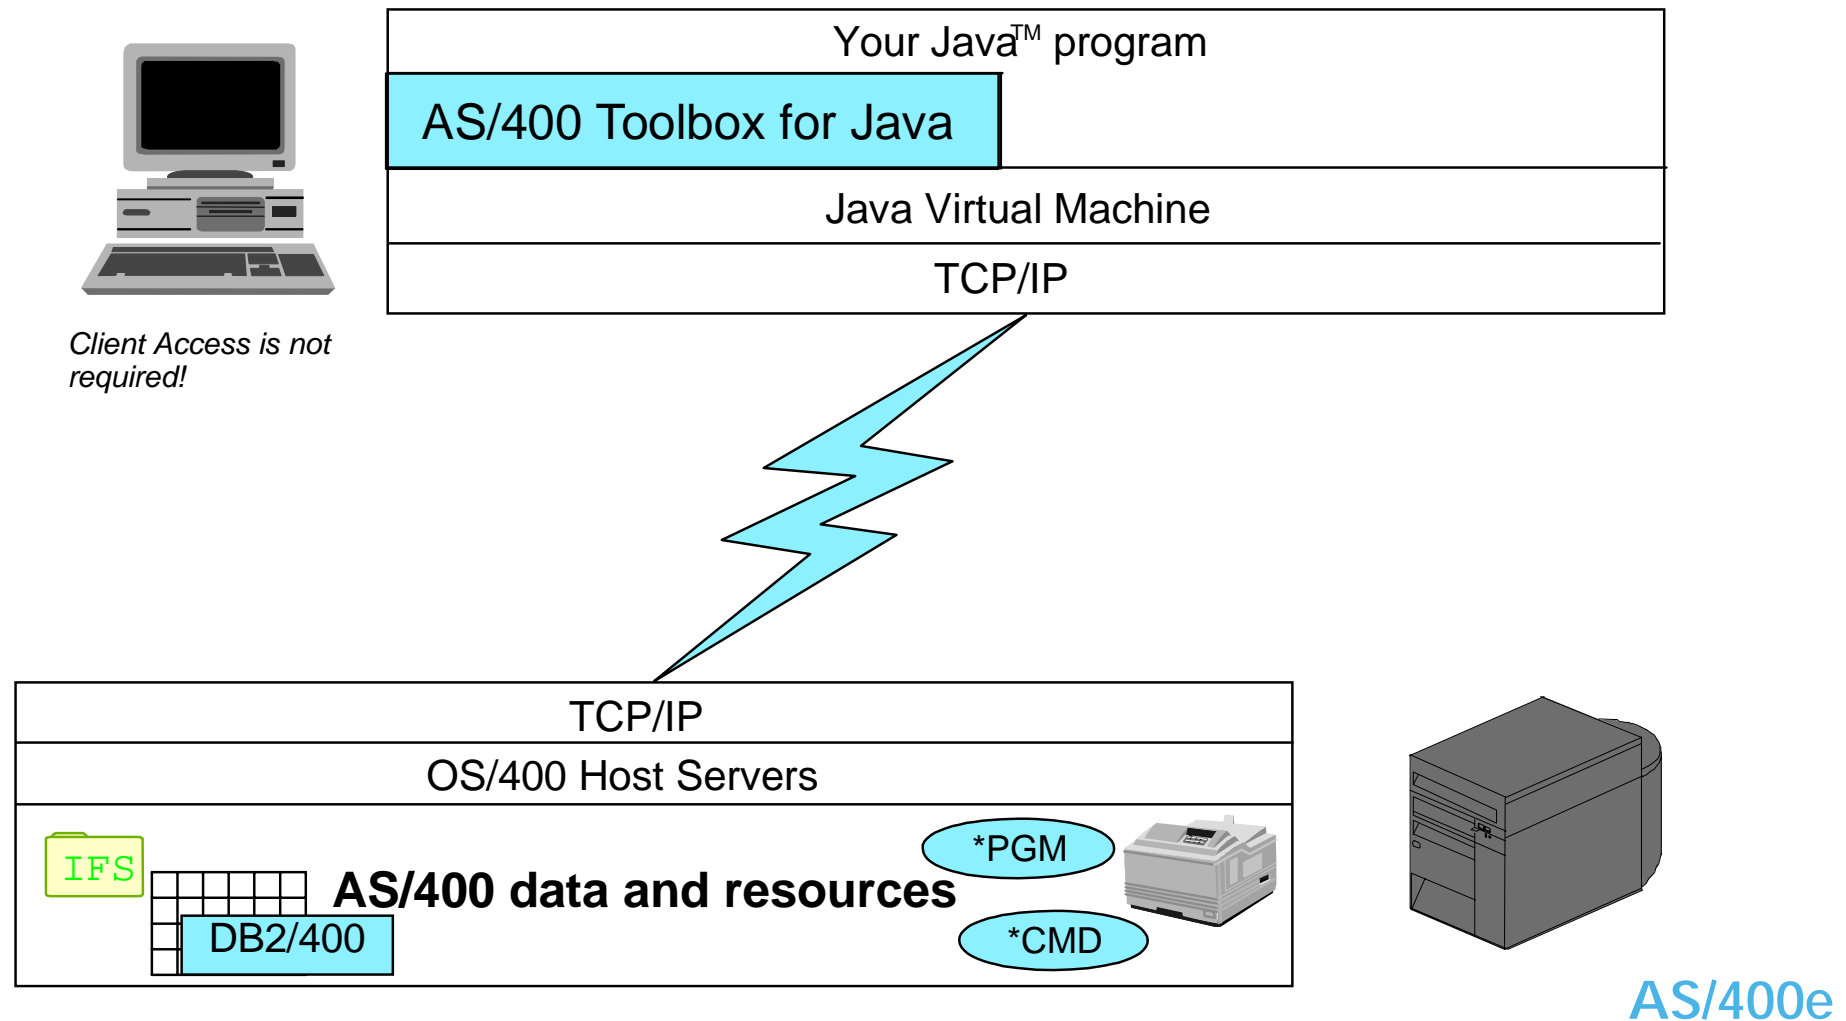 Your Java™ program
AS/400 Toolbox for Java
Java Virtual Machine
TCP/IP
Client Access is not
required!
TCP/IP
OS/400 Host Servers
IFS
AS/400 data and resources
DB2/400
*PGM
*CMD
AS/400e